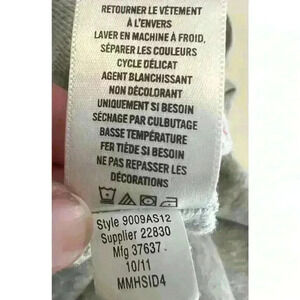 RETOURNER LE VÊTEMENT
À L'ENVERS
LAVER EN MACHINE À FROID,
SÉPARER LES COULEURS
CYCLE DÉLICAT
AGENT BLANCHISSANT
NON DÉCOLORANT
UNIQUEMENT SI BESOIN
SÉCHAGE PAR CULBUTAGE
BASSE TEMPÉRATURE
FER TIÈDE SI BESOIN
NE PAS REPASSER LES
DÉCORATIONS
Style 9009AS12
Supplier 22830
Mfg 37637
10/11
MMHSID4